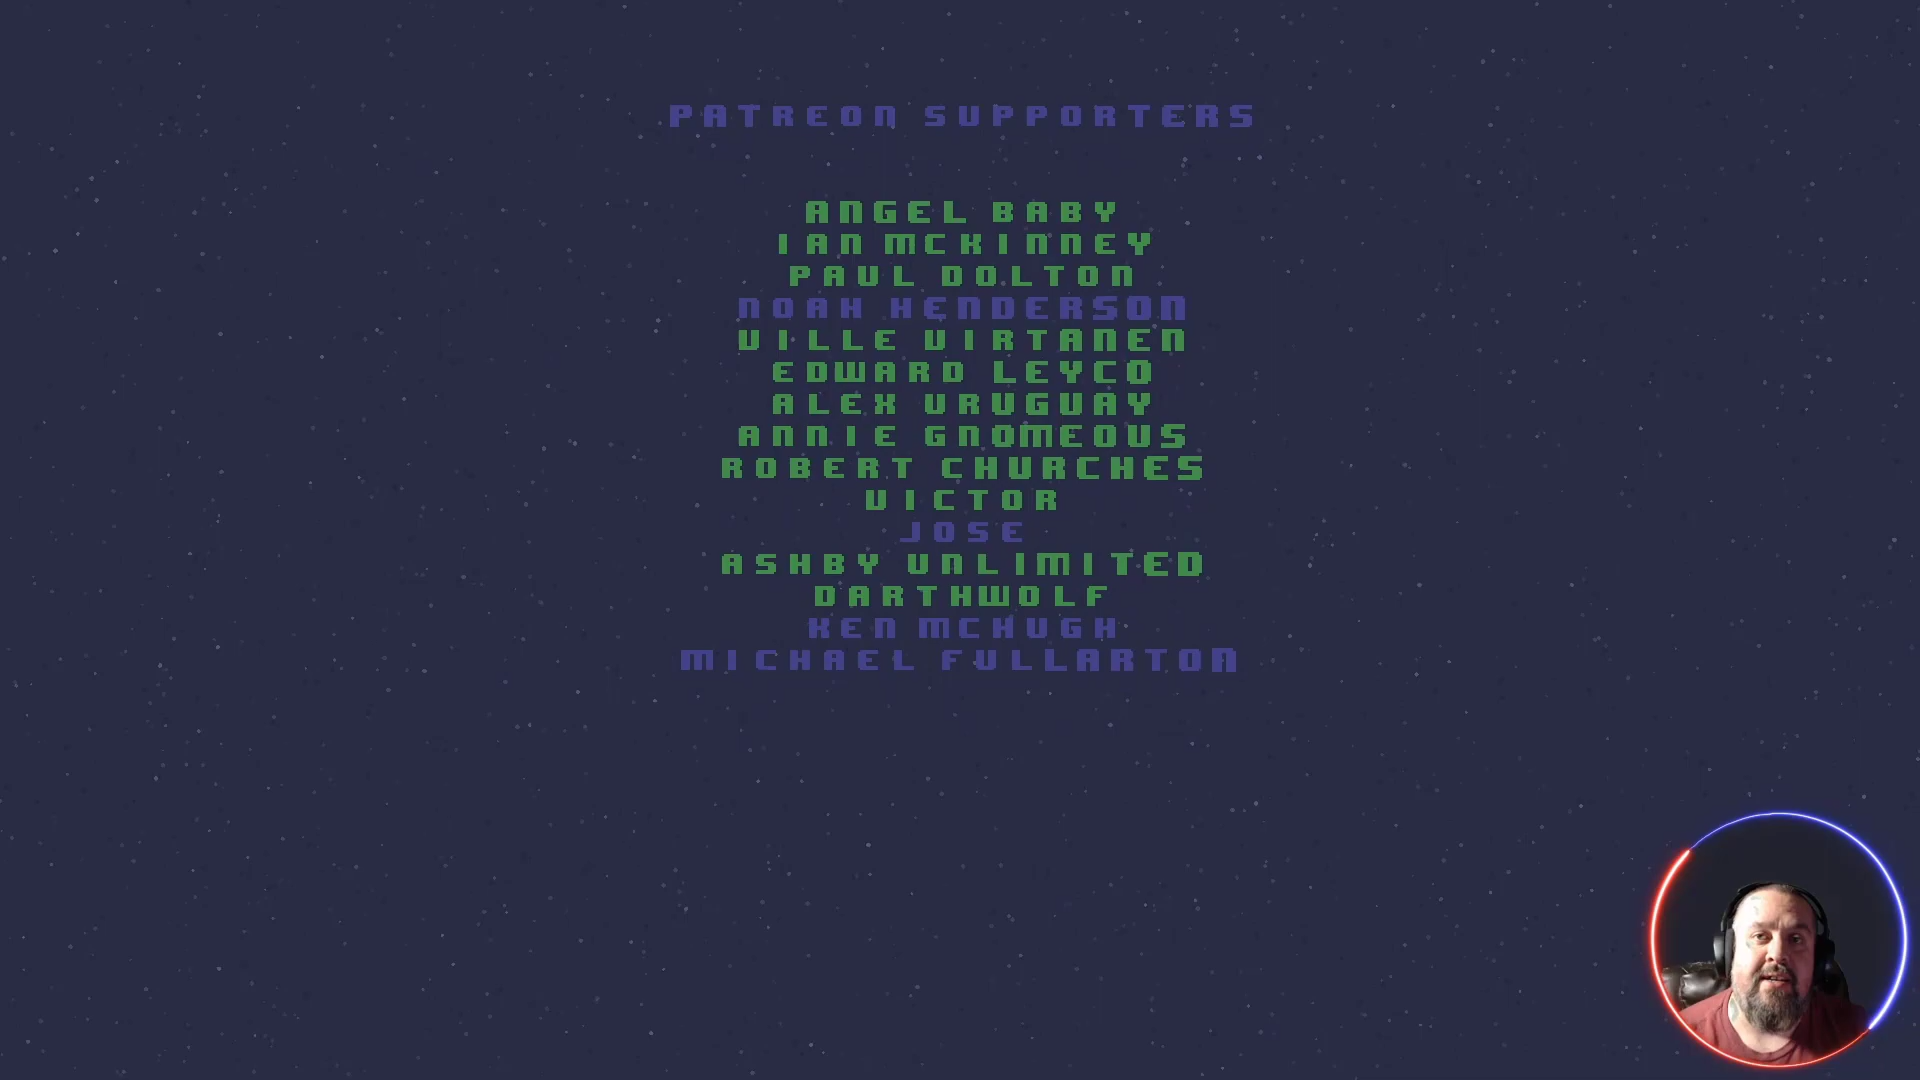 PATREON SUPPORTERS
ANGEL BABY
IAN MCKINNEY
PAUL DOLTON
NOAH HENDERSON
VILLE VIRTANEN
EDWARD LEYCO
ALEX URUGUAY
ANNIE GNOMEOUS
ROBERT CHURCHES
VICTOR
JOSE
ASHBY UNLIMITED
DARTHWOLF
KEN MCHUGH
MICHAEL FULLARTON